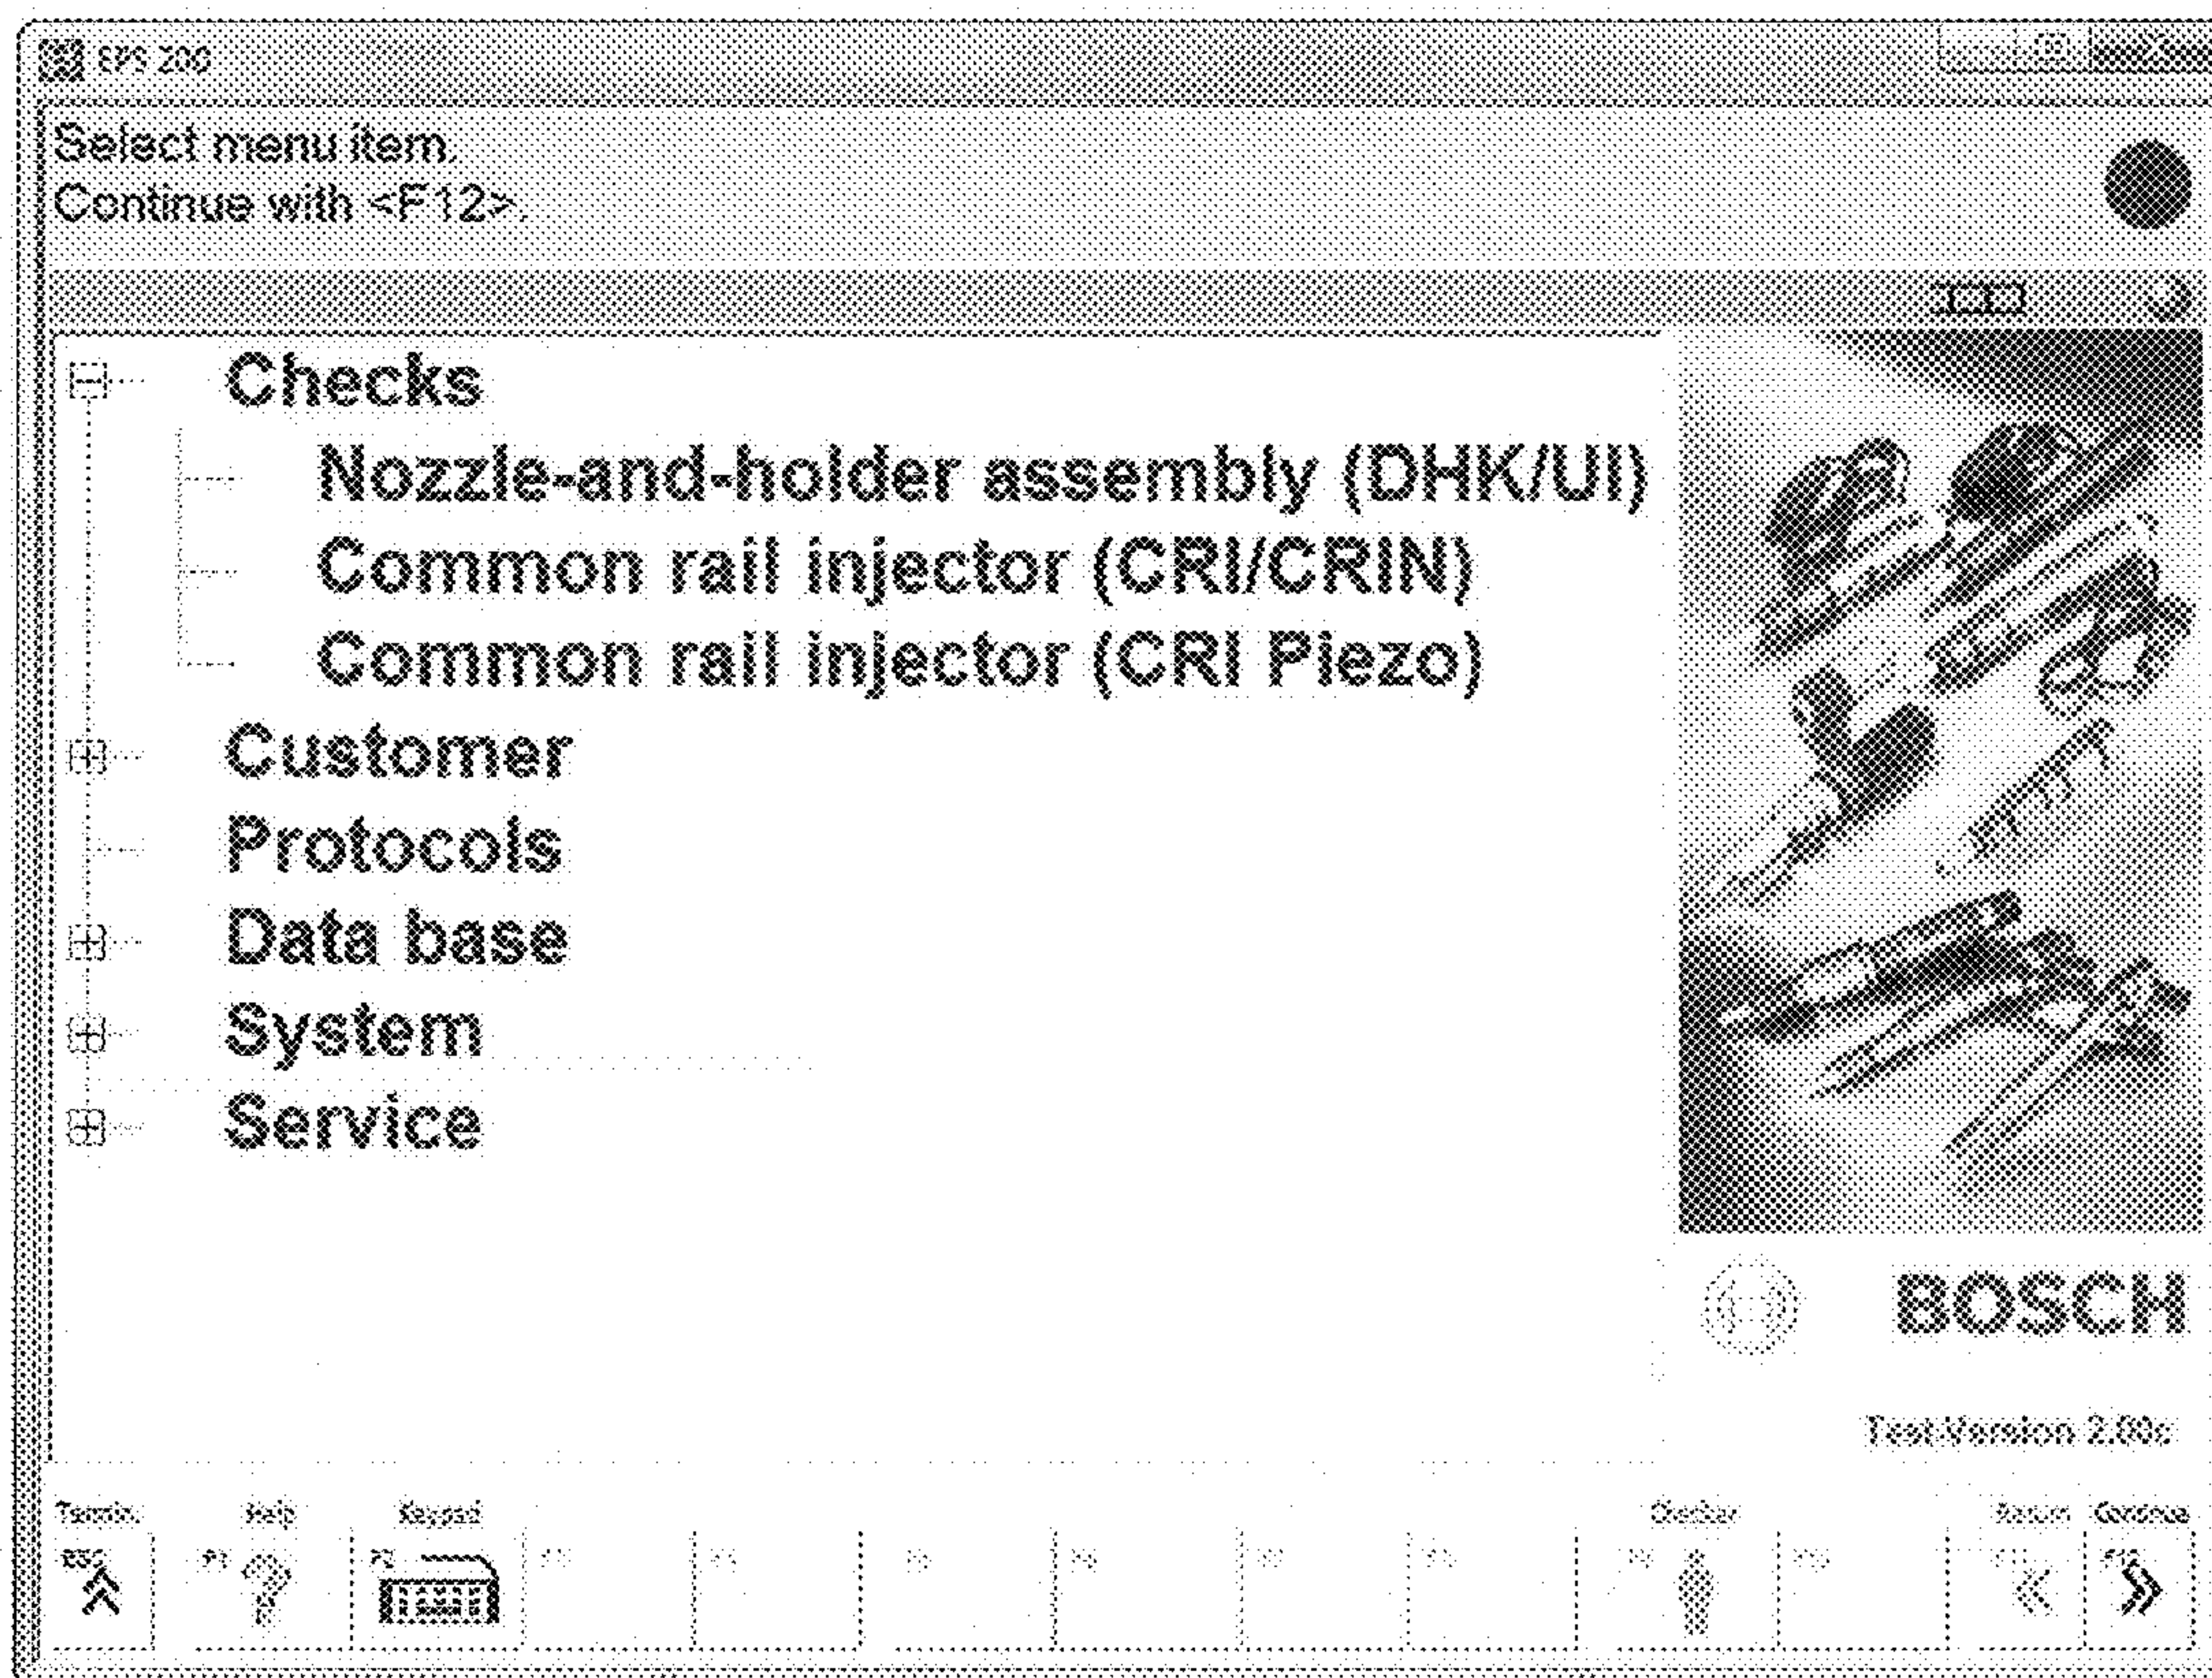 EPS 200
Select menu item.
Continue with <F12>.
Checks
Nozzle-and-holder assembly (DHK/UI)
Common rail injector (CRI/CRIN)
Common rail injector (CRI Piezo)
Customer
Protocols
Data base
System
Service
BOSCH
Test-Version 2.00c
Termin. Help Keypad Checker Return Continue
ESC F1 F2